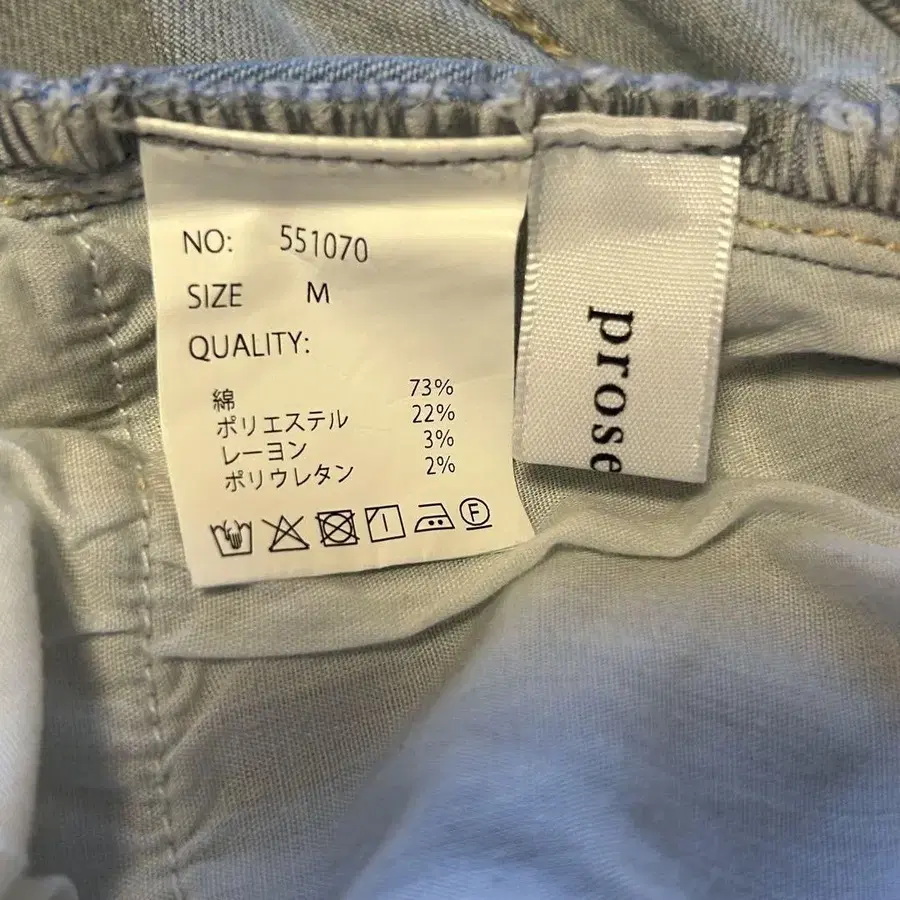 NO: 551070
SIZE M
QUALITY:
綿 73%
ポリエステル 22%
レーヨン 3%
ポリウレタン 2%
F
prose